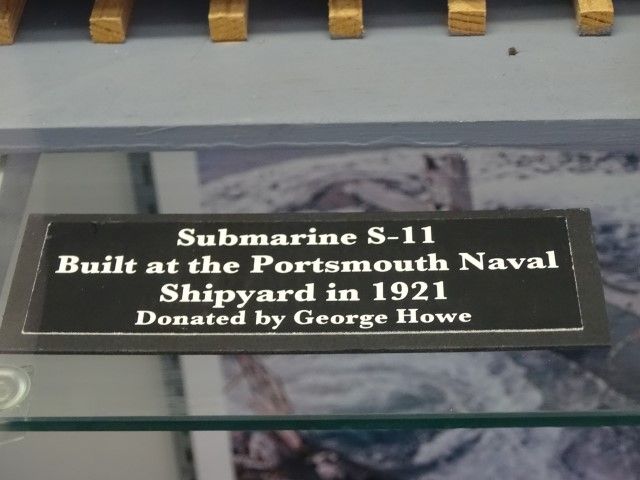 Submarine S-11
Built at the Portsmouth Naval
Shipyard in 1921
Donated by George Howe